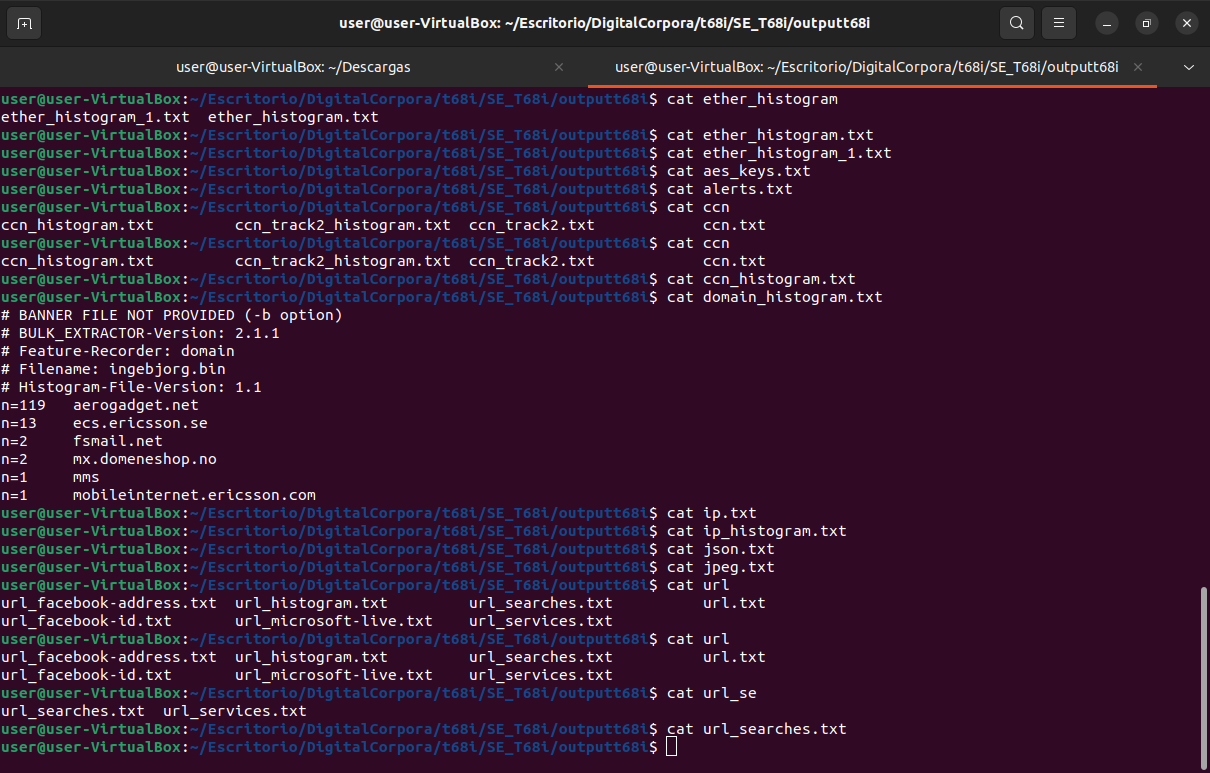 user@user-VirtualBox: ~/Escritorio/DigitalCorpora/t68i/SE_T68i/outputt68i
user@user-VirtualBox: ~/Descargas
user@user-VirtualBox: ~/Escritorio/DigitalCorpora/t68i/SE_T68i/outputt68i
user@user-VirtualBox:~/Escritorio/DigitalCorpora/t68i/SE_T68i/outputt68i$ cat ether_histogram
ether_histogram_1.txt  ether_histogram.txt
user@user-VirtualBox:~/Escritorio/DigitalCorpora/t68i/SE_T68i/outputt68i$ cat ether_histogram.txt
user@user-VirtualBox:~/Escritorio/DigitalCorpora/t68i/SE_T68i/outputt68i$ cat ether_histogram_1.txt
user@user-VirtualBox:~/Escritorio/DigitalCorpora/t68i/SE_T68i/outputt68i$ cat aes_keys.txt
user@user-VirtualBox:~/Escritorio/DigitalCorpora/t68i/SE_T68i/outputt68i$ cat alerts.txt
user@user-VirtualBox:~/Escritorio/DigitalCorpora/t68i/SE_T68i/outputt68i$ cat ccn
ccn_histogram.txt         ccn_track2_histogram.txt  ccn_track2.txt            ccn.txt
user@user-VirtualBox:~/Escritorio/DigitalCorpora/t68i/SE_T68i/outputt68i$ cat ccn
ccn_histogram.txt         ccn_track2_histogram.txt  ccn_track2.txt            ccn.txt
user@user-VirtualBox:~/Escritorio/DigitalCorpora/t68i/SE_T68i/outputt68i$ cat ccn_histogram.txt
user@user-VirtualBox:~/Escritorio/DigitalCorpora/t68i/SE_T68i/outputt68i$ cat domain_histogram.txt
# BANNER FILE NOT PROVIDED (-b option)
# BULK_EXTRACTOR-Version: 2.1.1
# Feature-Recorder: domain
# Filename: ingebjorg.bin
# Histogram-File-Version: 1.1
n=119   aerogadget.net
n=13    ecs.ericsson.se
n=2     fsmail.net
n=2     mx.domeneshop.no
n=1     mms
n=1     mobileinternet.ericsson.com
user@user-VirtualBox:~/Escritorio/DigitalCorpora/t68i/SE_T68i/outputt68i$ cat ip.txt
user@user-VirtualBox:~/Escritorio/DigitalCorpora/t68i/SE_T68i/outputt68i$ cat ip_histogram.txt
user@user-VirtualBox:~/Escritorio/DigitalCorpora/t68i/SE_T68i/outputt68i$ cat json.txt
user@user-VirtualBox:~/Escritorio/DigitalCorpora/t68i/SE_T68i/outputt68i$ cat jpeg.txt
user@user-VirtualBox:~/Escritorio/DigitalCorpora/t68i/SE_T68i/outputt68i$ cat url
url_facebook-address.txt  url_histogram.txt         url_searches.txt          url.txt
url_facebook-id.txt       url_microsoft-live.txt    url_services.txt
user@user-VirtualBox:~/Escritorio/DigitalCorpora/t68i/SE_T68i/outputt68i$ cat url
url_facebook-address.txt  url_histogram.txt         url_searches.txt          url.txt
url_facebook-id.txt       url_microsoft-live.txt    url_services.txt
user@user-VirtualBox:~/Escritorio/DigitalCorpora/t68i/SE_T68i/outputt68i$ cat url_se
url_searches.txt  url_services.txt
user@user-VirtualBox:~/Escritorio/DigitalCorpora/t68i/SE_T68i/outputt68i$ cat url_searches.txt
user@user-VirtualBox:~/Escritorio/DigitalCorpora/t68i/SE_T68i/outputt68i$